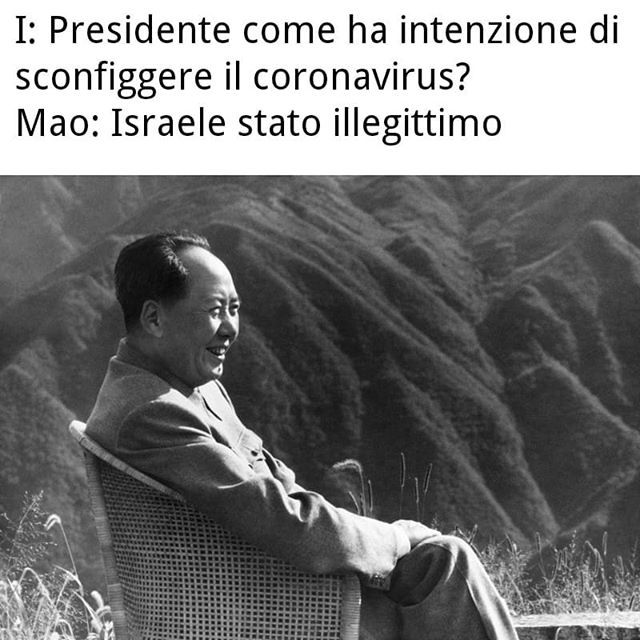 I: Presidente come ha intenzione di
sconfiggere il coronavirus?
Mao: Israele stato illegittimo